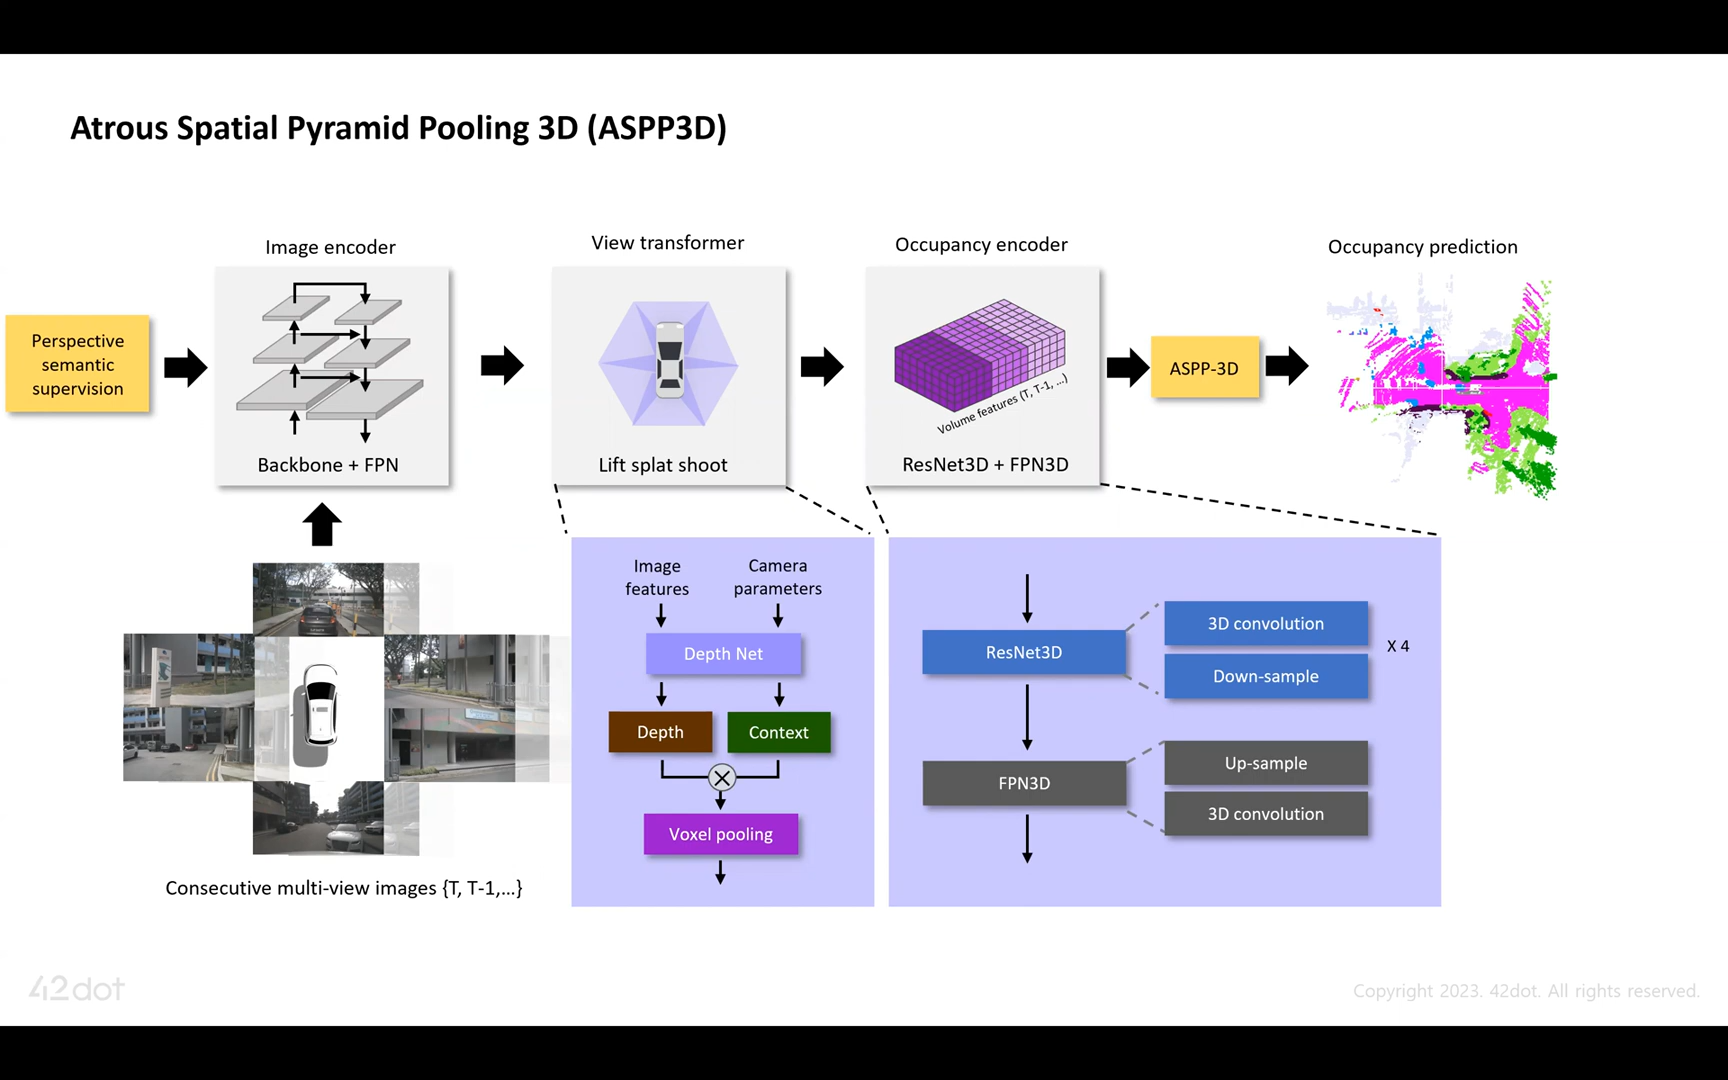 Atrous Spatial Pyramid Pooling 3D (ASPP3D)
Image encoder
View transformer
Occupancy encoder
Occupancy prediction
Perspective
semantic
supervision
Backbone + FPN
Lift splat shoot
Volume features (T, T-1, ...)
ResNet3D + FPN3D
ASPP-3D
Image
features
Camera
parameters
Depth Net
Depth
Context
Voxel pooling
ResNet3D
3D convolution
Down-sample
X 4
FPN3D
Up-sample
3D convolution
Consecutive multi-view images {T, T-1,...}
42dot
Copyright 2023. 42dot. All rights reserved.